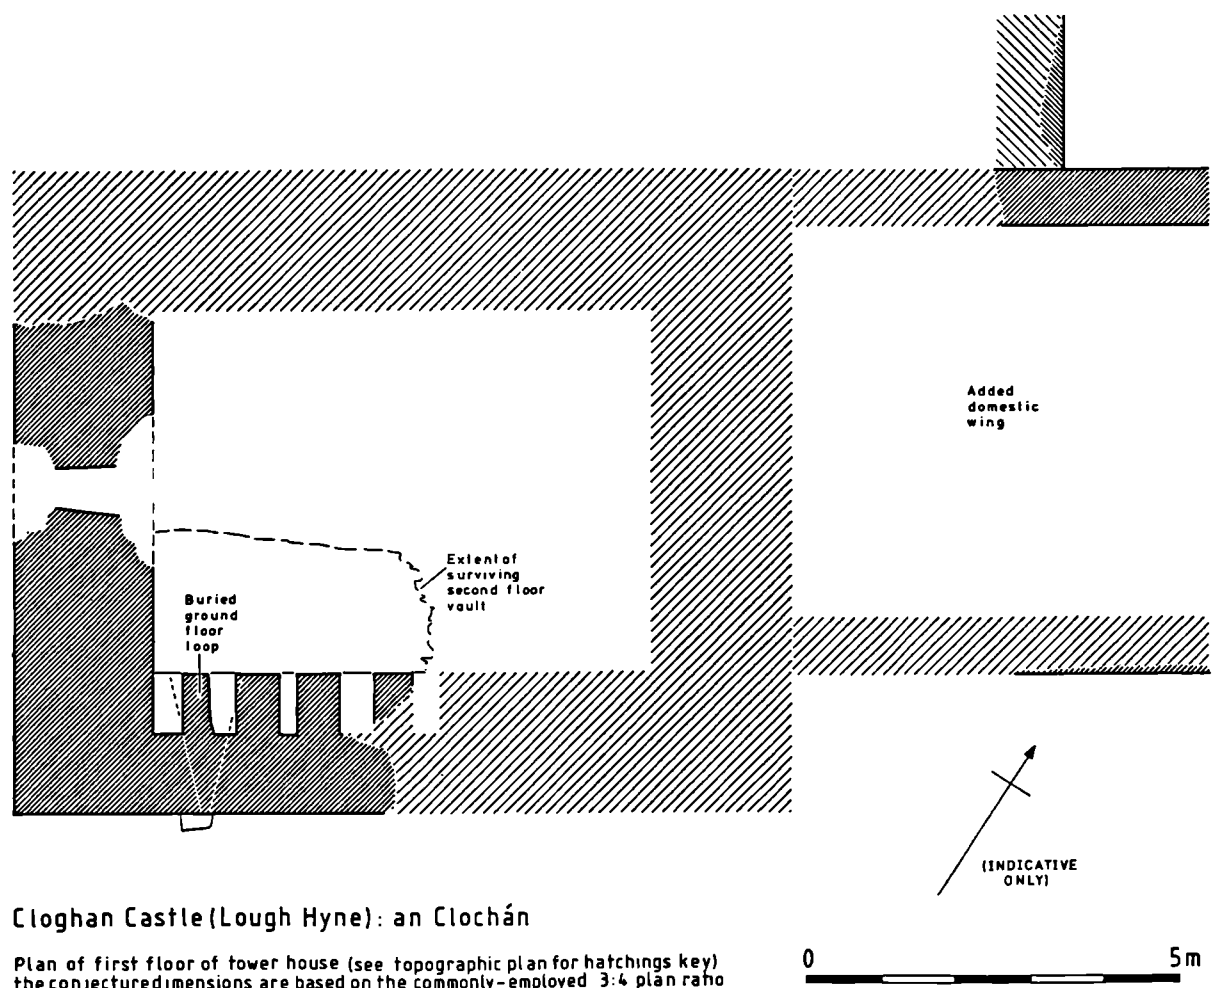 Added
domestic
wing
Extent of
surviving
second floor
vault
Buried
ground
floor
loop
(INDICATIVE
ONLY)
Cloghan Castle (Lough Hyne): an Clochán
0 5m
Plan of first floor of tower house (see topographic plan for hatchings key)
the conjectured dimensions are based on the commonly-employed 3:4 plan ratio